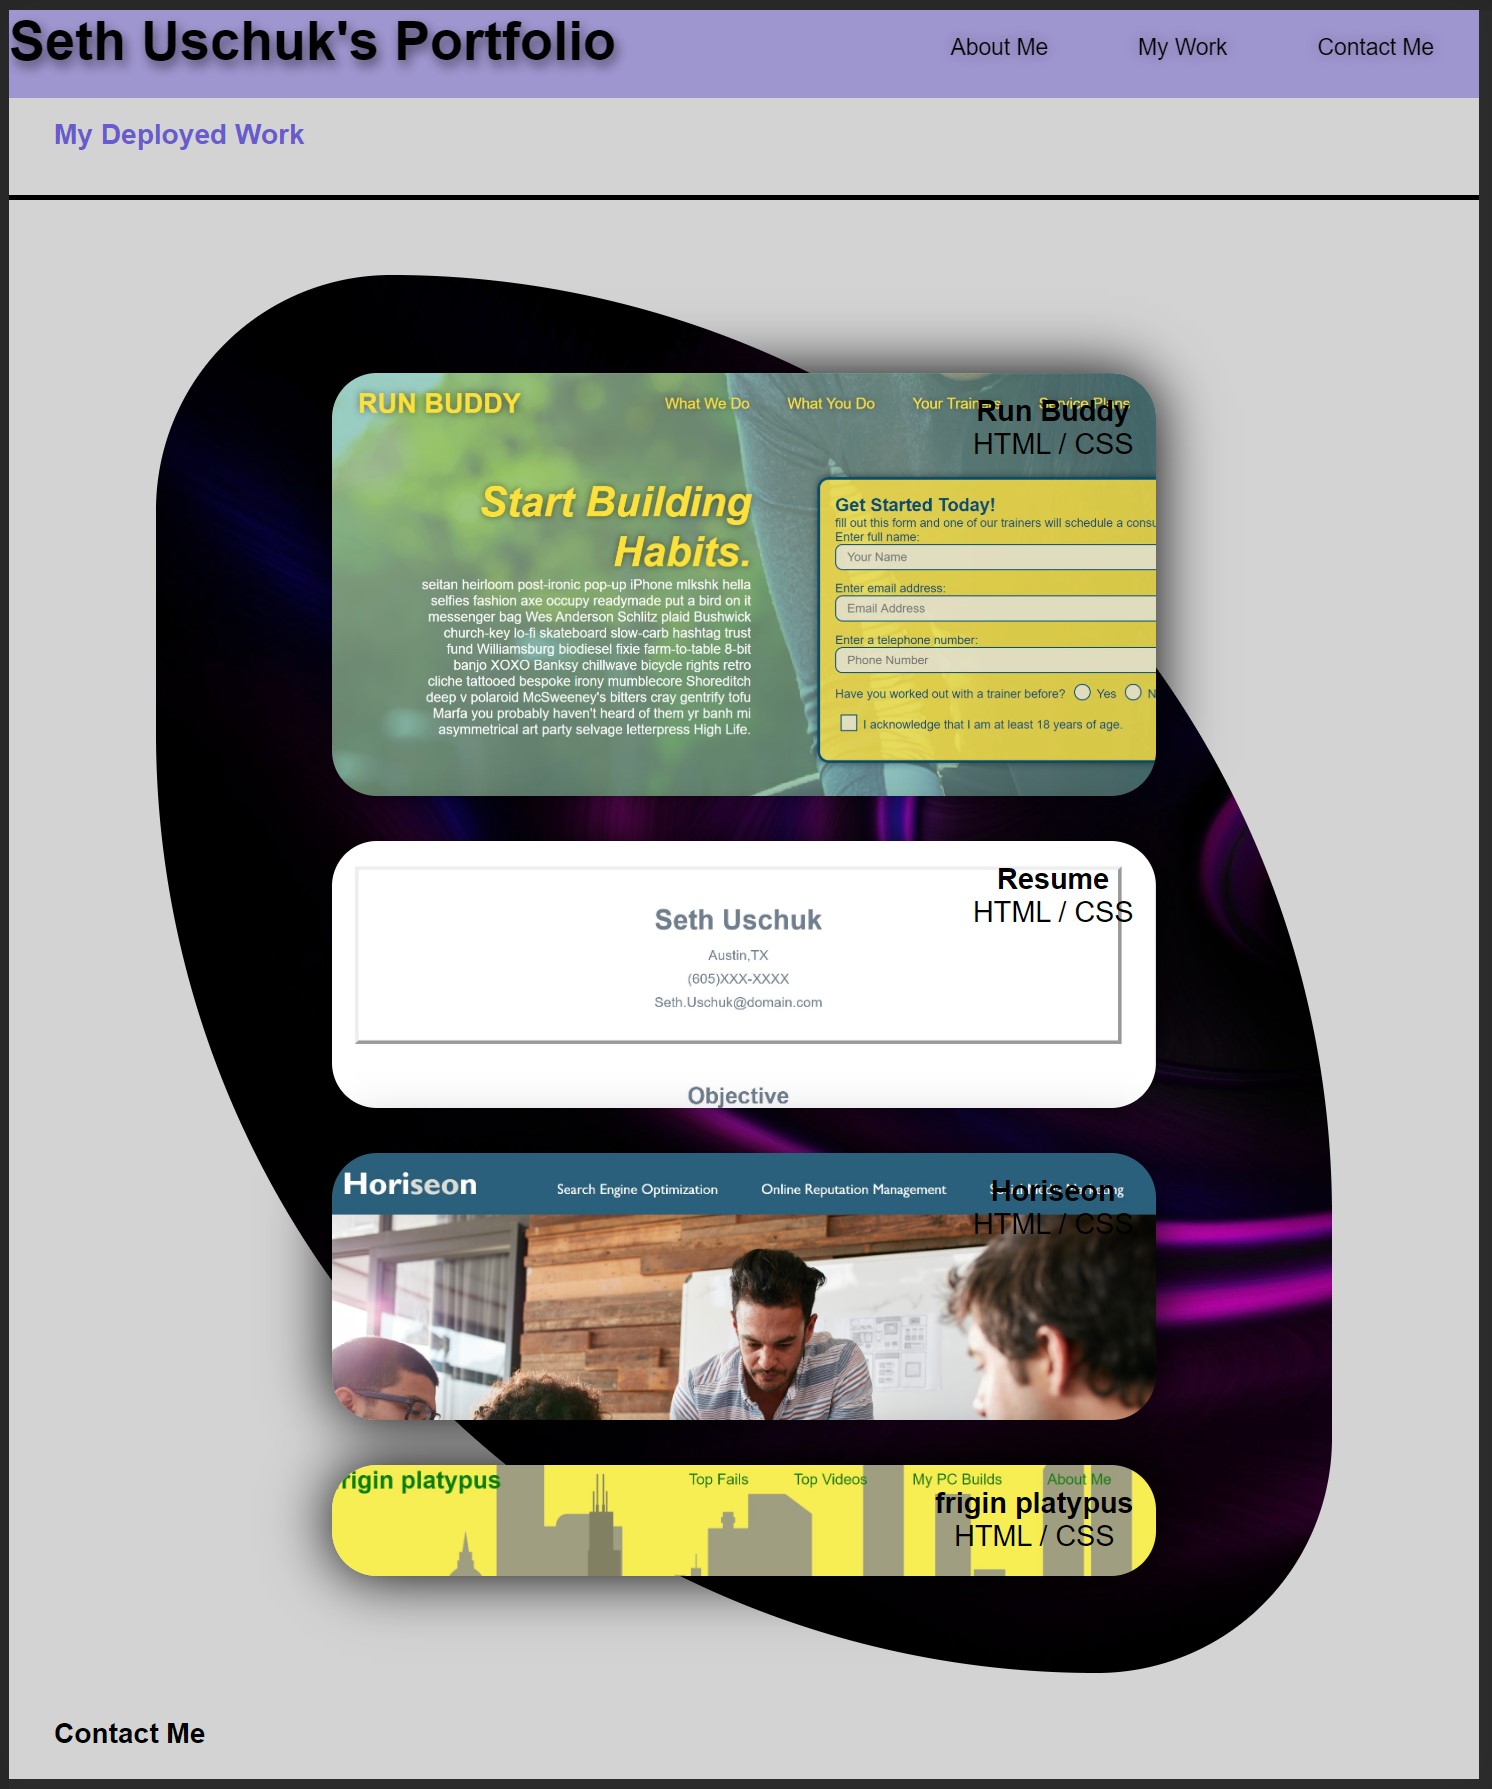 Seth Uschuk's Portfolio
About Me
My Work
Contact Me
My Deployed Work
RUN BUDDY
What We Do
What You Do
Your Trainers
Service Plans
Run Buddy
HTML / CSS
Start Building
Habits.
seitan heirloom post-ironic pop-up iPhone mlkshk hella
selfies fashion axe occupy readymade put a bird on it
messenger bag Wes Anderson Schlitz plaid Bushwick
church-key lo-fi skateboard slow-carb hashtag trust
fund Williamsburg biodiesel fixie farm-to-table 8-bit
banjo XOXO Banksy chillwave bicycle rights retro
cliche tattooed bespoke irony mumblecore Shoreditch
deep v polaroid McSweeney's bitters cray gentrify tofu
Marfa you probably haven't heard of them yr banh mi
asymmetrical art party selvage letterpress High Life.
Get Started Today!
fill out this form and one of our trainers will schedule a consu
Enter full name:
Your Name
Enter email address:
Email Address
Enter a telephone number:
Phone Number
Have you worked out with a trainer before? Yes N
I acknowledge that I am at least 18 years of age.
Resume
HTML / CSS
Seth Uschuk
Austin,TX
(605)XXX-XXXX
Seth.Uschuk@domain.com
Objective
Horiseon
Search Engine Optimization
Online Reputation Management
Horiseon
HTML / CSS
rigin platypus
Top Fails
Top Videos
My PC Builds
About Me
frigin platypus
HTML / CSS
Contact Me